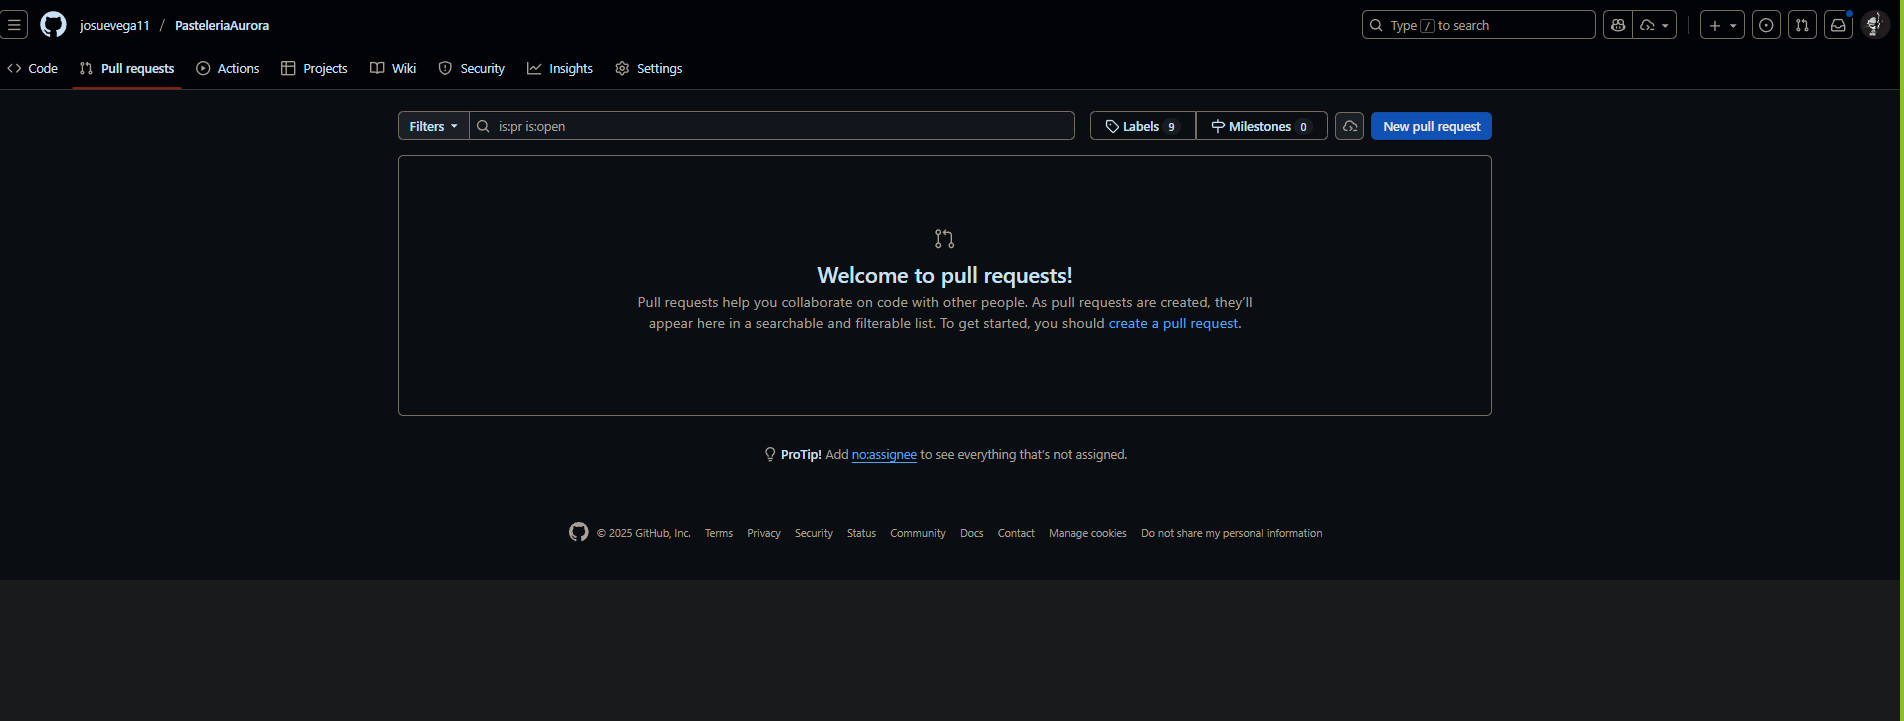 josuevega11 / PasteleriaAurora
Type / to search
Code Pull requests Actions Projects Wiki Security Insights Settings
Filters is:pr is:open Labels 9 Milestones 0 New pull request
Welcome to pull requests!
Pull requests help you collaborate on code with other people. As pull requests are created, they'll
appear here in a searchable and filterable list. To get started, you should create a pull request.
ProTip! Add no:assignee to see everything that's not assigned.
© 2025 GitHub, Inc. Terms Privacy Security Status Community Docs Contact Manage cookies Do not share my personal information